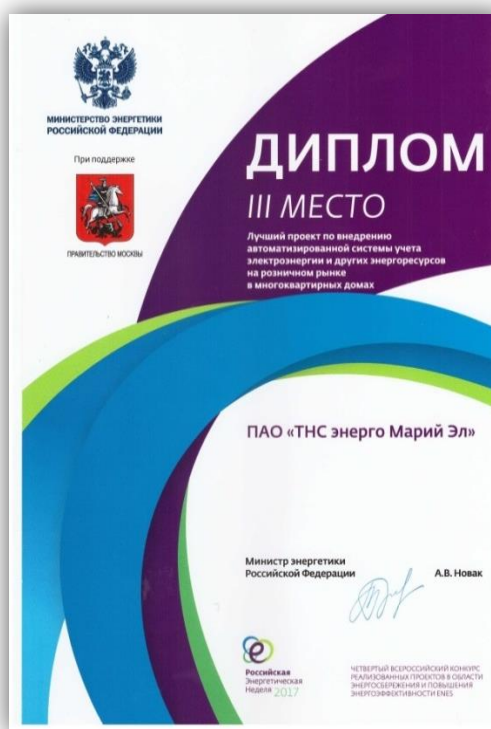 МИНИСТЕРСТВО ЭНЕРГЕТИКИ
РОССИЙСКОЙ ФЕДЕРАЦИИ
При поддержке
ПРАВИТЕЛЬСТВО МОСКВЫ
ДИПЛОМ
III МЕСТО
Лучший проект по внедрению
автоматизированной системы учета
электроэнергии и других энергоресурсов
на розничном рынке
в многоквартирных домах
ПАО «ТНС энерго Марий Эл»
Министр энергетики
Российской Федерации
А.В. Новак
Российская
Энергетическая
Неделя 2017
ЧЕТВЕРТЫЙ ВСЕРОССИЙСКИЙ КОНКУРС
РЕАЛИЗОВАННЫХ ПРОЕКТОВ В ОБЛАСТИ
ЭНЕРГОСБЕРЕЖЕНИЯ И ПОВЫШЕНИЯ
ЭНЕРГОЭФФЕКТИВНОСТИ ENES